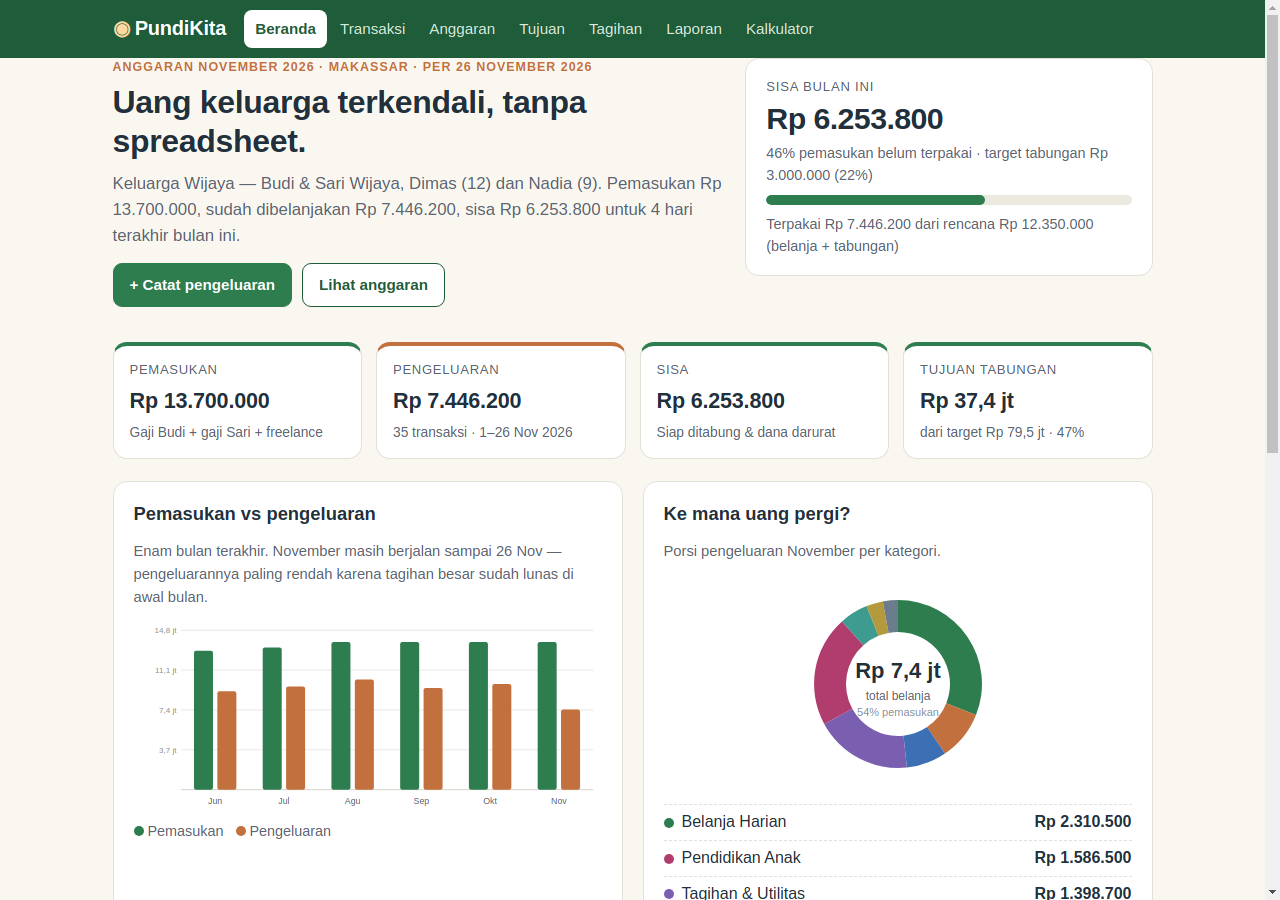 PundiKita
Beranda
Transaksi
Anggaran
Tujuan
Tagihan
Laporan
Kalkulator
ANGGARAN NOVEMBER 2026 · MAKASSAR · PER 26 NOVEMBER 2026
Uang keluarga terkendali, tanpa
spreadsheet.
Keluarga Wijaya — Budi & Sari Wijaya, Dimas (12) dan Nadia (9). Pemasukan Rp
13.700.000, sudah dibelanjakan Rp 7.446.200, sisa Rp 6.253.800 untuk 4 hari
terakhir bulan ini.
+ Catat pengeluaran
Lihat anggaran
SISA BULAN INI
Rp 6.253.800
46% pemasukan belum terpakai · target tabungan Rp
3.000.000 (22%)
Terpakai Rp 7.446.200 dari rencana Rp 12.350.000
(belanja + tabungan)
PEMASUKAN
Rp 13.700.000
Gaji Budi + gaji Sari + freelance
PENGELUARAN
Rp 7.446.200
35 transaksi · 1–26 Nov 2026
SISA
Rp 6.253.800
Siap ditabung & dana darurat
TUJUAN TABUNGAN
Rp 37,4 jt
dari target Rp 79,5 jt · 47%
Pemasukan vs pengeluaran
Enam bulan terakhir. November masih berjalan sampai 26 Nov —
pengeluarannya paling rendah karena tagihan besar sudah lunas di
awal bulan.
14,8 jt
11,1 jt
7,4 jt
3,7 jt
Jun
Jul
Agu
Sep
Okt
Nov
Pemasukan
Pengeluaran
Ke mana uang pergi?
Porsi pengeluaran November per kategori.
Rp 7,4 jt
total belanja
54% pemasukan
Belanja Harian
Rp 2.310.500
Pendidikan Anak
Rp 1.586.500
Tagihan & Utilitas
Rp 1.398.700